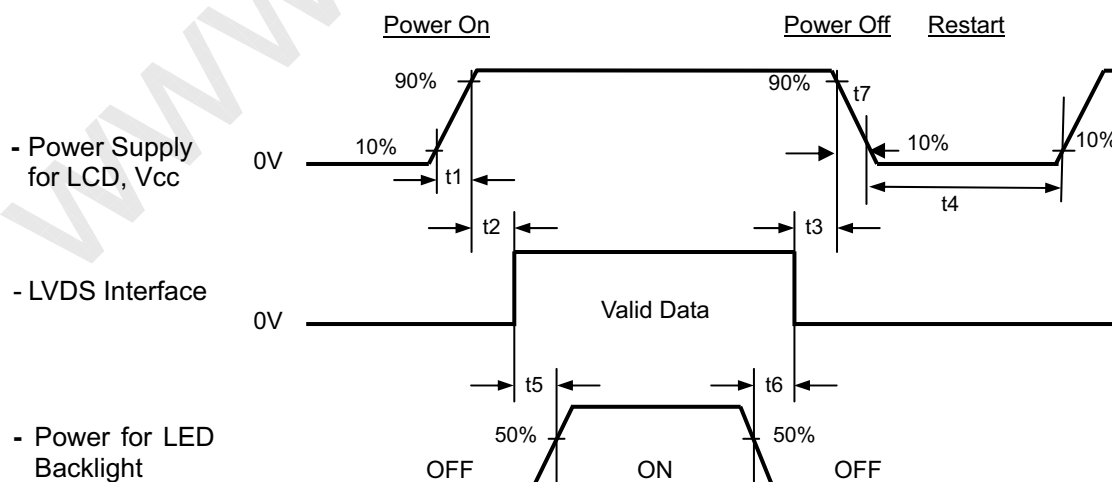 Power On
Power Off Restart
90%
90%
t7
- Power Supply
for LCD, Vcc
10%
0V
10%
10%
t1
t4
t2
t3
- LVDS Interface
0V
Valid Data
t5
t6
- Power for LED
Backlight
50%
50%
OFF
ON
OFF